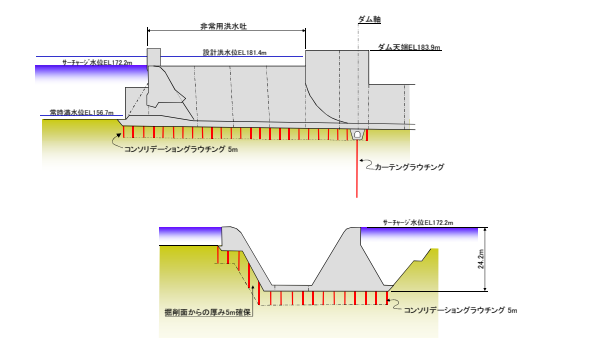 ダム軸
非常用洪水吐
設計洪水位EL181.4m
ダム天端EL183.9m
サーチャージ水位EL172.2m
常時満水位EL156.7m
コンソリデーショングラウチング 5m
カーテングラウチング
サーチャージ水位EL172.2m
24.2m
掘削面からの厚み5m確保
コンソリデーショングラウチング 5m